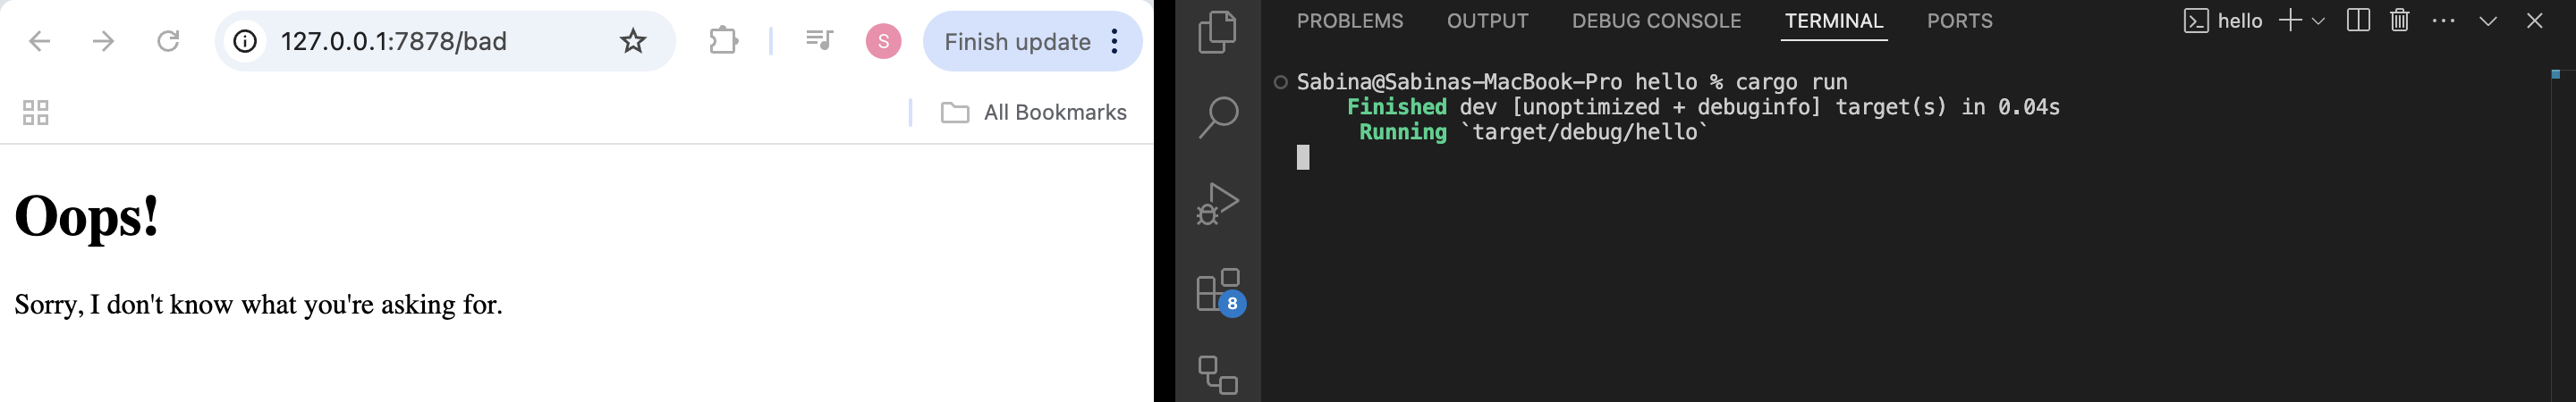 127.0.0.1:7878/bad
S
Finish update
All Bookmarks
Oops!
Sorry, I don't know what you're asking for.
8
PROBLEMS OUTPUT DEBUG CONSOLE TERMINAL PORTS
hello
Sabina@Sabinas-MacBook-Pro hello % cargo run
Finished dev [unoptimized + debuginfo] target(s) in 0.04s
Running `target/debug/hello`